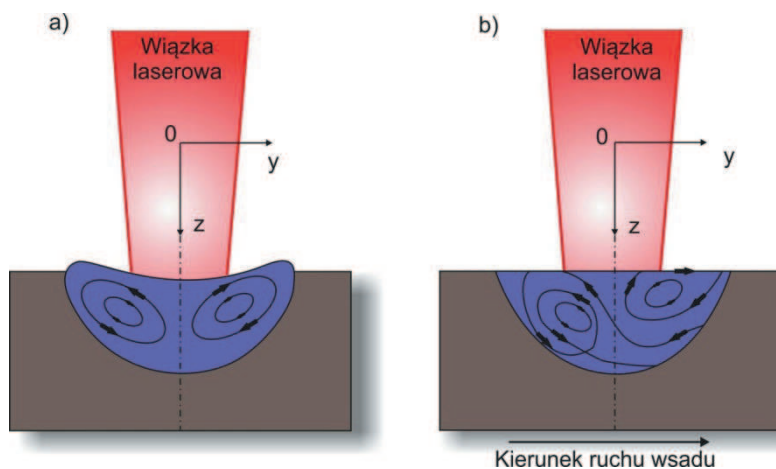 a)
Wiązka
laserowa
0
y
z
b)
Wiązka
laserowa
0
y
z
Kierunek ruchu wsadu